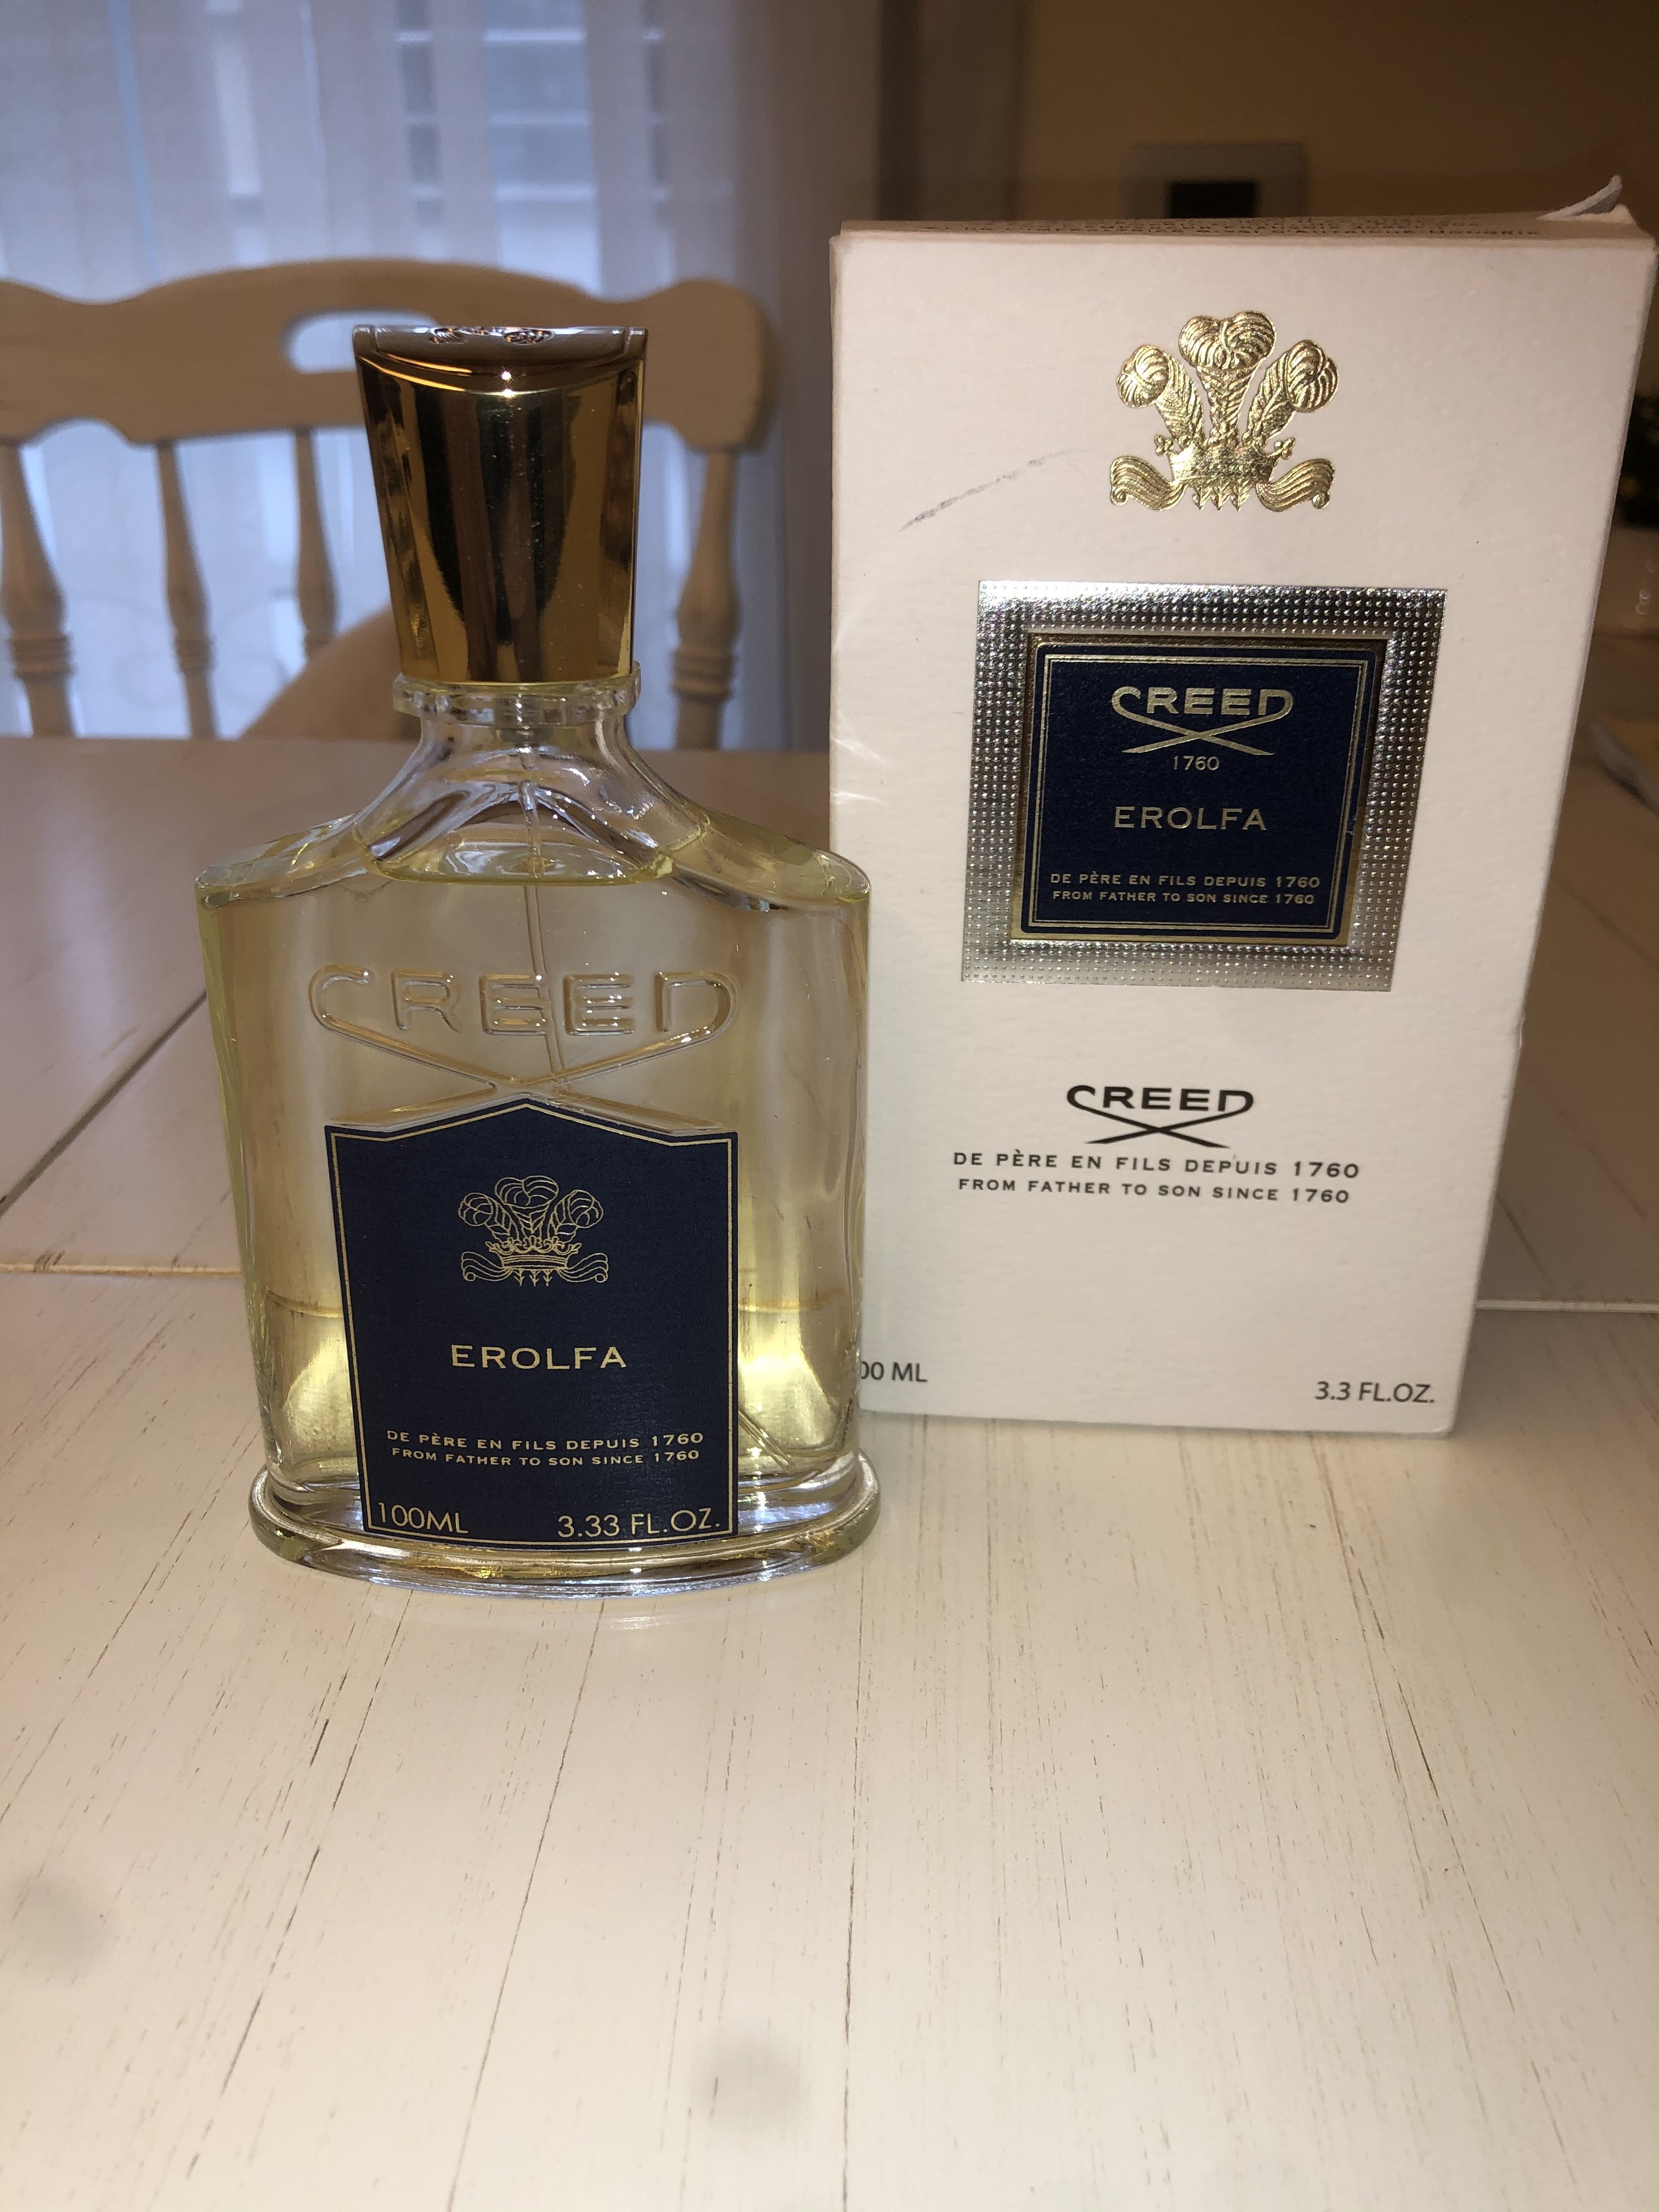 CREED
EROLFA
DE PÈRE EN FILS DEPUIS 1760
FROM FATHER TO SON SINCE 1760
100ML 3.33 FL.OZ.
CREED
1760
EROLFA
DE PÈRE EN FILS DEPUIS 1760
FROM FATHER TO SON SINCE 1760
CREED
DE PÈRE EN FILS DEPUIS 1760
FROM FATHER TO SON SINCE 1760
00 ML 3.3 FL.OZ.